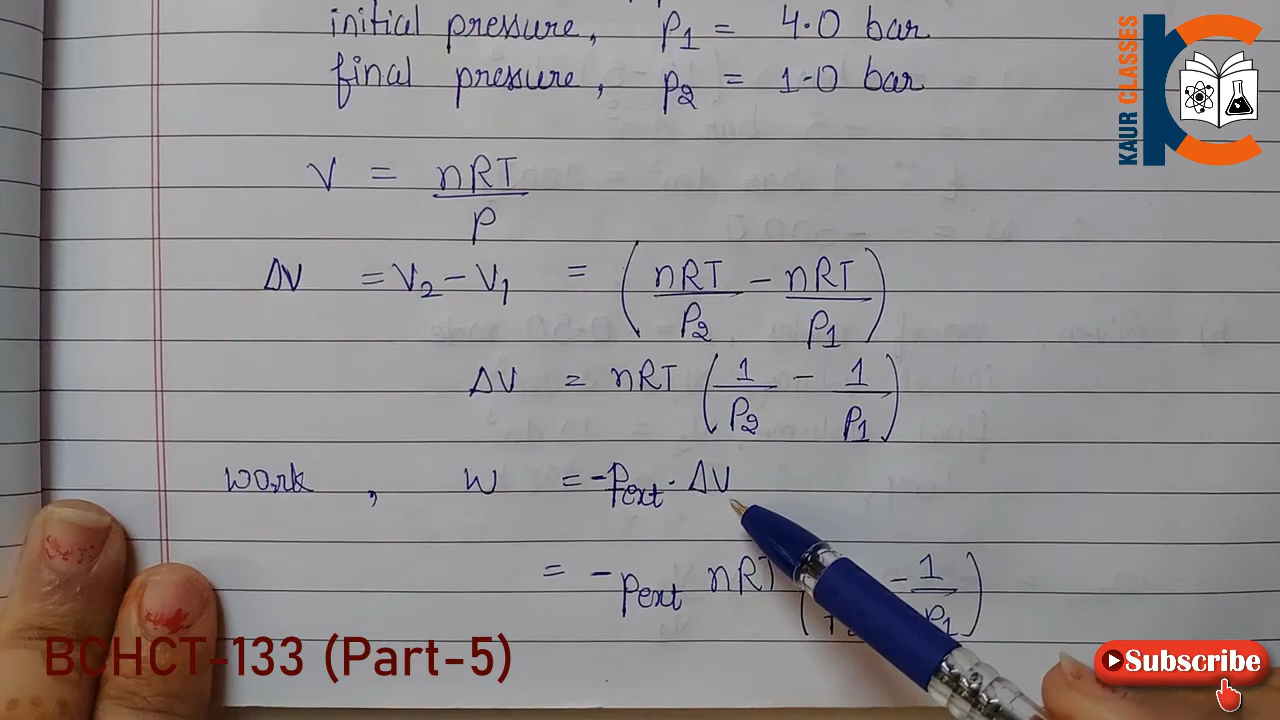 initial pressure, P1 = 4.0 bar
final pressure, P2 = 1.0 bar
V = nRT / P
ΔV = V2 - V1 = (nRT / P2 - nRT / P1)
ΔV = nRT (1 / P2 - 1 / P1)
Work, W = -Pext. ΔV
= -Pext nRT ( - 1 / P1)
KAUR CLASSES
BCHCT-133 (Part-5)
Subscribe